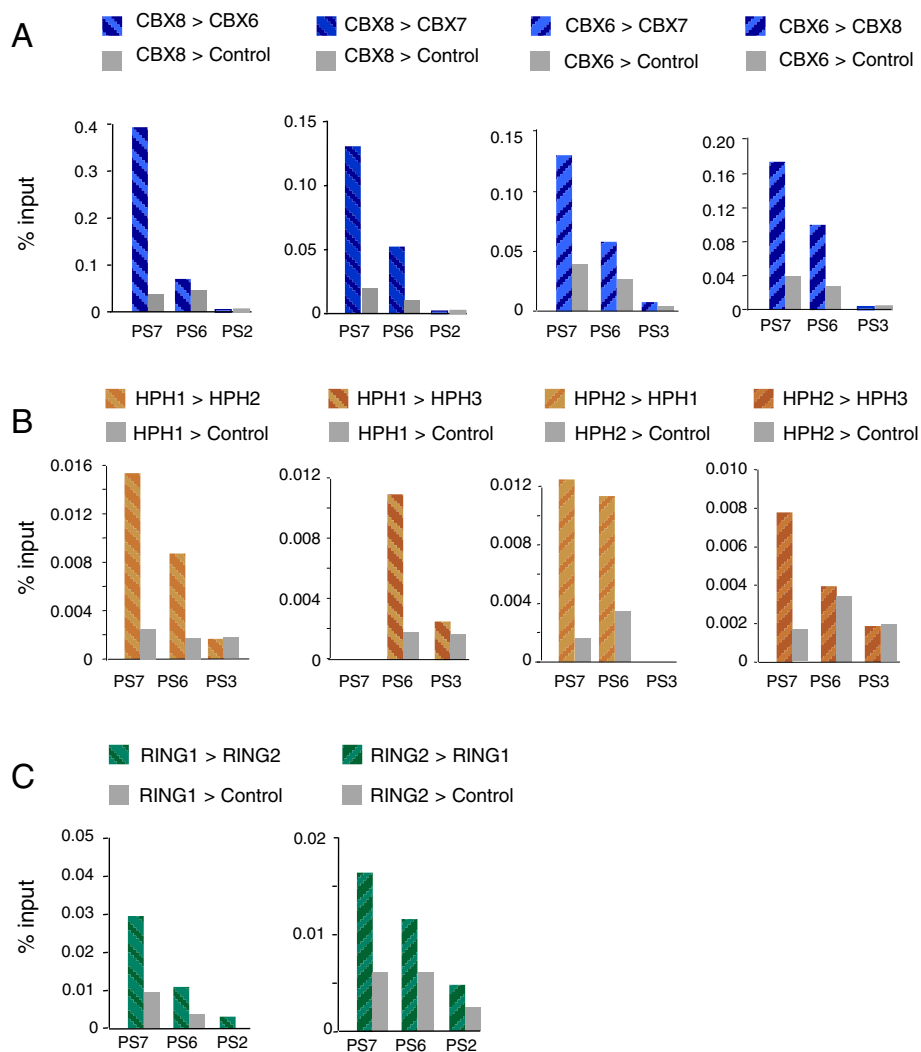 A
CBX8 > CBX6
CBX8 > Control
CBX8 > CBX7
CBX8 > Control
CBX6 > CBX7
CBX6 > Control
CBX6 > CBX8
CBX6 > Control
% input
0.4
0.3
0.2
0.1
0
PS7 PS6 PS2
0.15
0.10
0.05
0
PS7 PS6 PS2
0.15
0.10
0.05
0
PS7 PS6 PS3
0.20
0.16
0.12
0.08
0.04
0
PS7 PS6 PS3
B
HPH1 > HPH2
HPH1 > Control
HPH1 > HPH3
HPH1 > Control
HPH2 > HPH1
HPH2 > Control
HPH2 > HPH3
HPH2 > Control
% input
0.016
0.012
0.008
0.004
0
PS7 PS6 PS3
0.012
0.008
0.004
0
PS7 PS6 PS3
0.012
0.008
0.004
0
PS7 PS6 PS3
0.010
0.008
0.006
0.004
0.002
0
PS7 PS6 PS3
C
RING1 > RING2
RING1 > Control
RING2 > RING1
RING2 > Control
% input
0.05
0.04
0.03
0.02
0.01
0
PS7 PS6 PS2
0.02
0.01
0
PS7 PS6 PS2